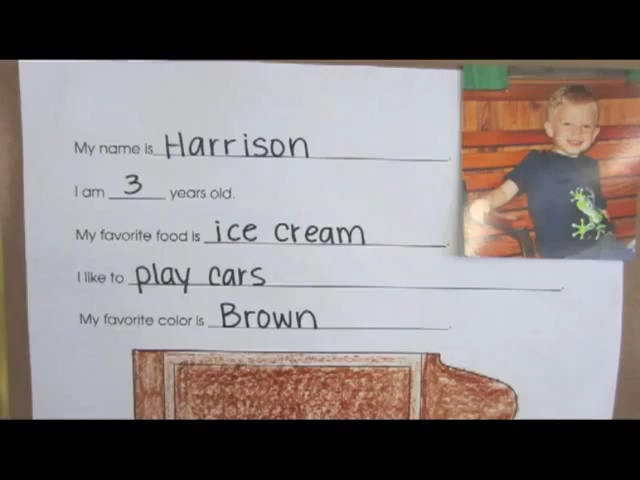 My name is Harrison.
I am 3 years old.
My favorite food is ice cream.
I like to play cars.
My favorite color is Brown.